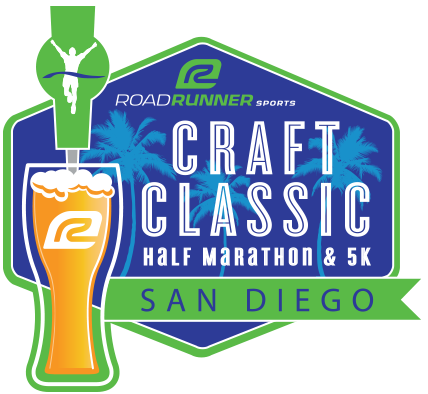 ROADRUNNER SPORTS
CRAFT
CLASSIC
HALF MARATHON & 5K
SAN DIEGO